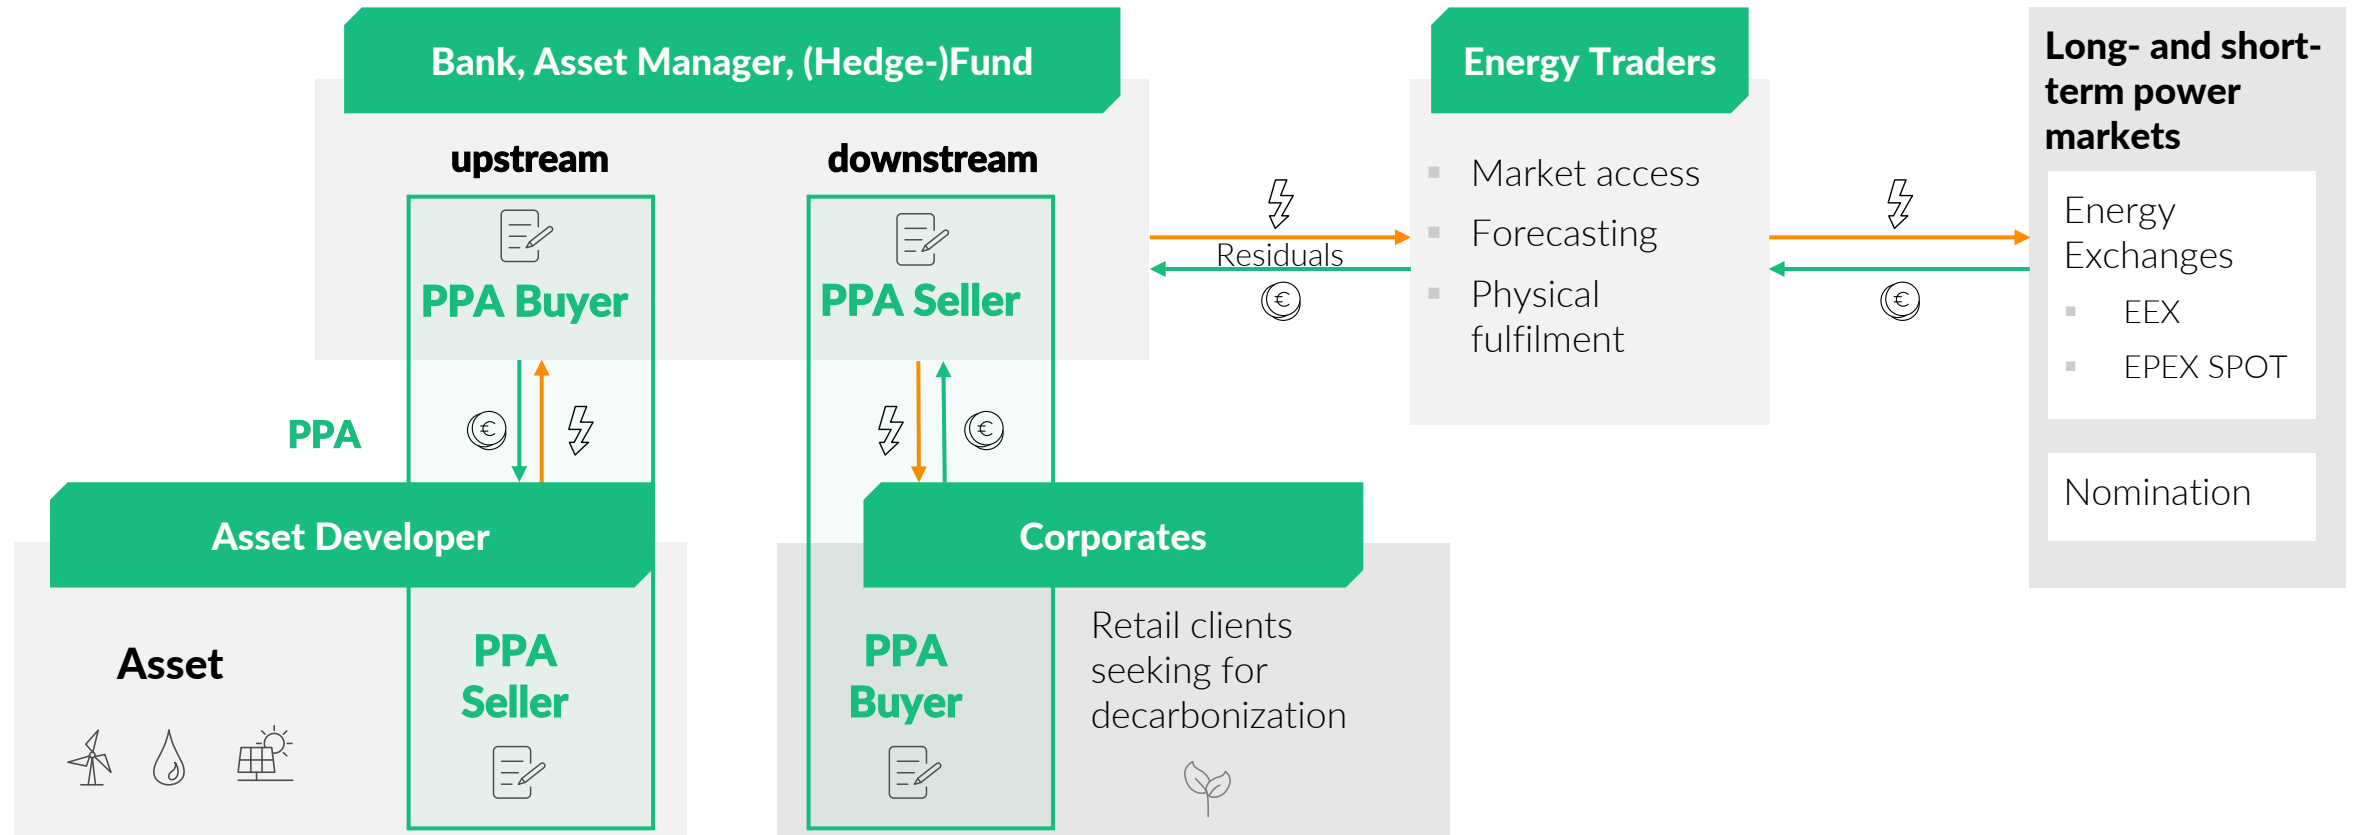 Bank, Asset Manager, (Hedge-)Fund
upstream
downstream
PPA Buyer
PPA Seller
€
€
PPA
Asset Developer
Asset
PPA
Seller
Corporates
PPA
Buyer
Retail clients
seeking for
decarbonization
Residuals
€
Energy Traders
Market access
Forecasting
Physical
fulfilment
€
Long- and short-
term power
markets
Energy
Exchanges
EEX
EPEX SPOT
Nomination